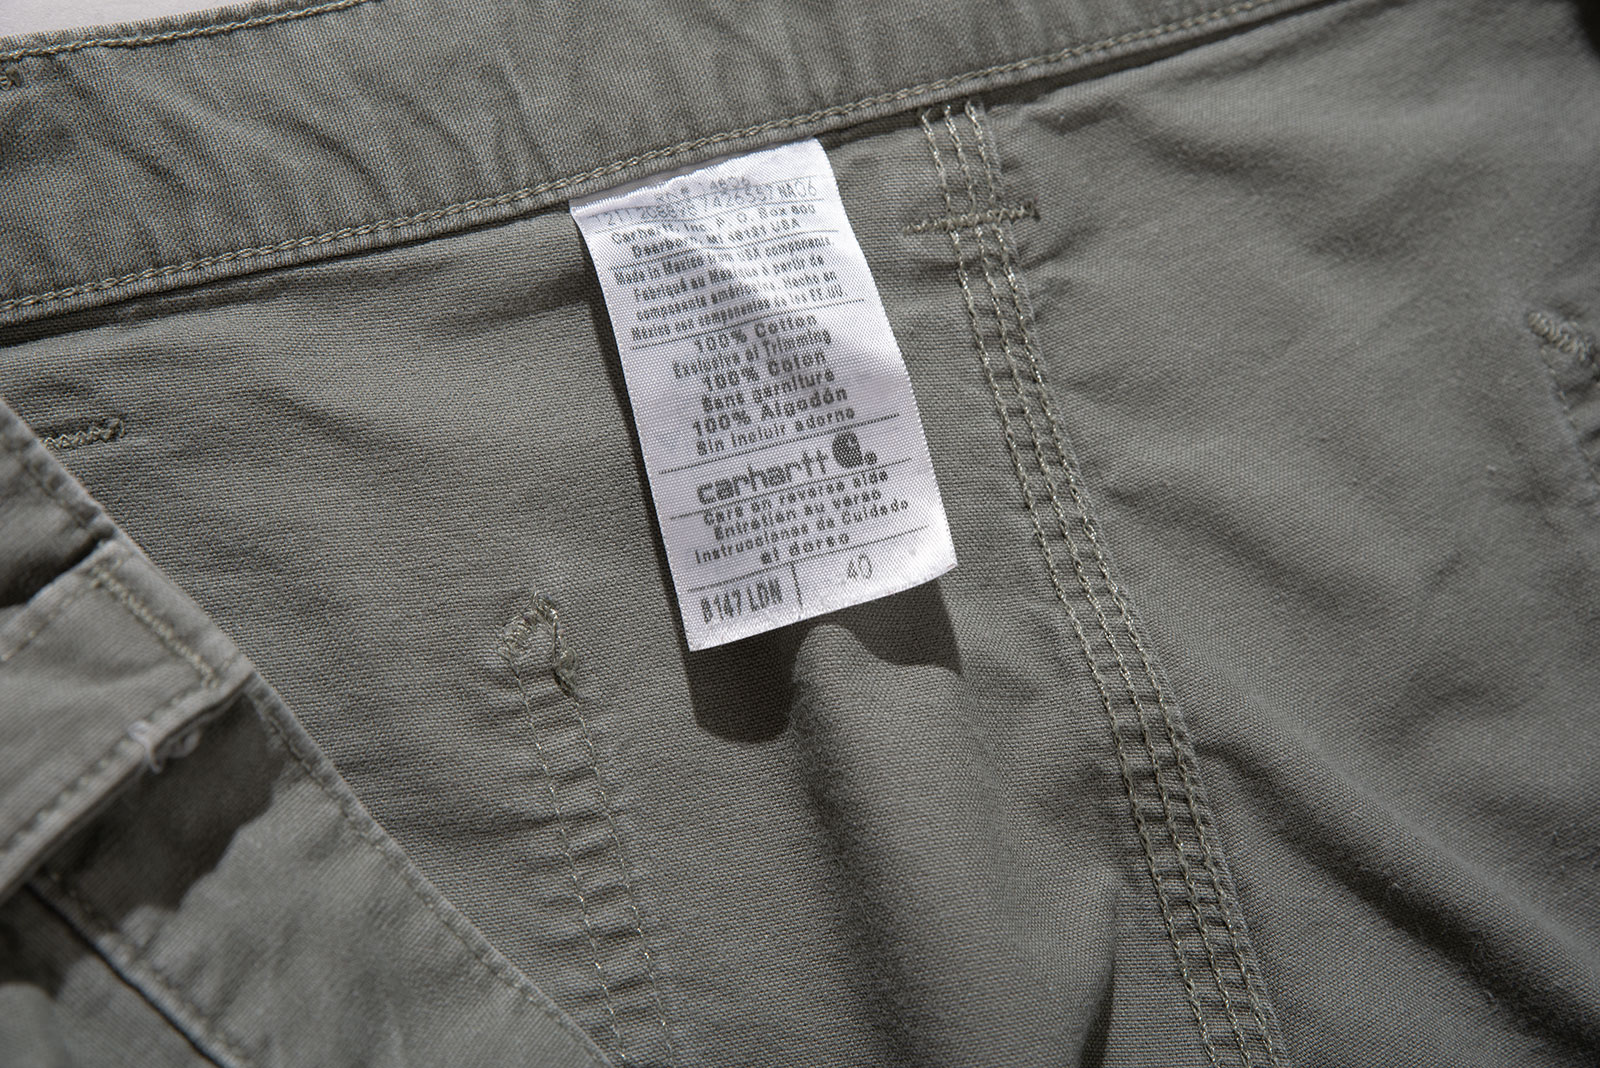 Carhartt, Inc. P. O. Box 600
Dearborn, MI 48121 USA
Made in Mexico USA components.
Fabriqué au Mexique à partir de
composants américains. Hecho en
México con componentes de los EE.UU
100% Cotton
Exclusive of Trimming
100% Coton
Sans garniture
100% Algodón
Sin incluir adorno
carhartt
Care on reverse side
Entretien au verso
Instrucciones de Cuidado
al dorso
B147 LDN 40